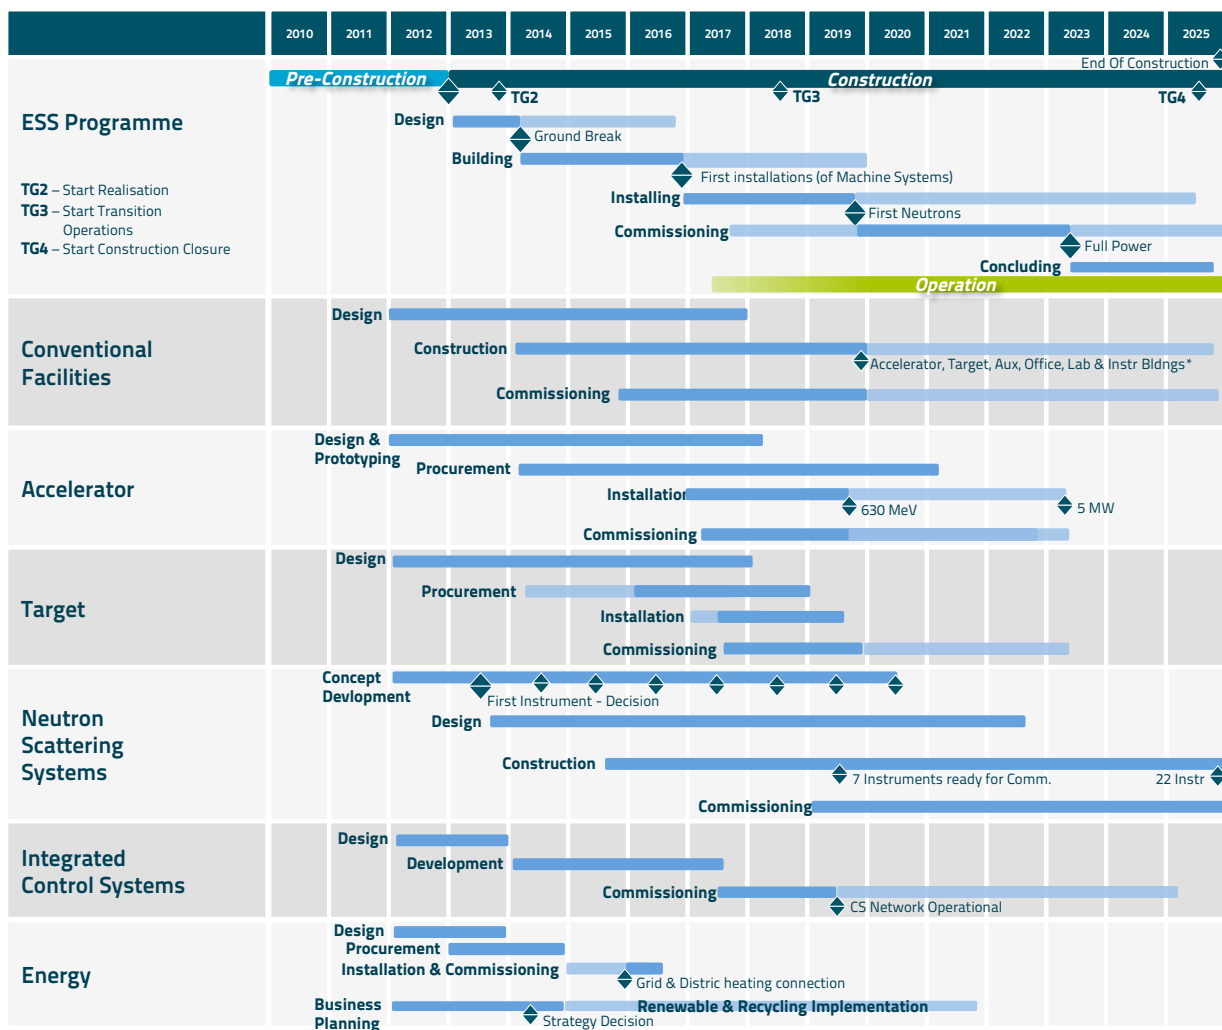 2010 2011 2012 2013 2014 2015 2016 2017 2018 2019 2020 2021 2022 2023 2024 2025
End Of Construction
Pre-Construction Construction
TG2 TG3 TG4
ESS Programme
Design
Ground Break
Building
First installations (of Machine Systems)
TG2 – Start Realisation
Installing
TG3 – Start Transition
Operations
First Neutrons
Commissioning
TG4 – Start Construction Closure
Full Power
Concluding
Operation
Conventional
Facilities
Design
Construction
Accelerator, Target, Aux, Office, Lab & Instr Bldngs*
Commissioning
Accelerator
Design &
Prototyping
Procurement
Installation
630 MeV
5 MW
Commissioning
Target
Design
Procurement
Installation
Commissioning
Neutron
Scattering
Systems
Concept
Devlopment
First Instrument - Decision
Design
Construction
7 Instruments ready for Comm.
22 Instr
Commissioning
Integrated
Control Systems
Design
Development
Commissioning
CS Network Operational
Energy
Design
Procurement
Installation & Commissioning
Grid & Distric heating connection
Business
Planning
Renewable & Recycling Implementation
Strategy Decision